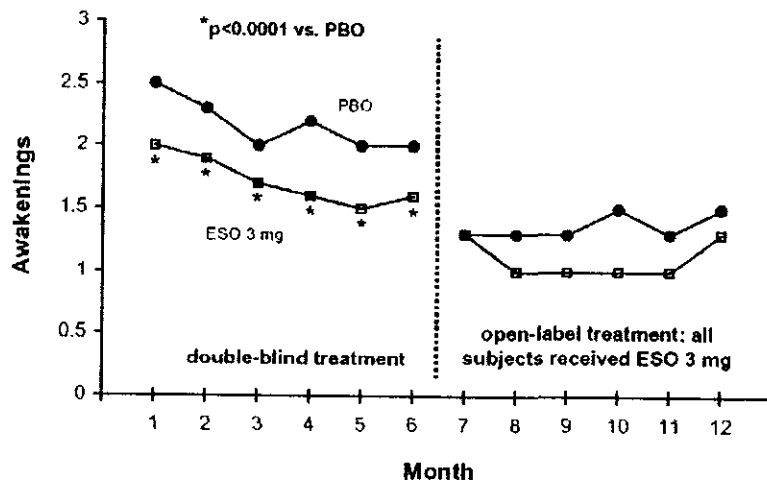 3
*p<0.0001 vs. PBO
2.5
PBO
2
* * * * * *
1.5
ESO 3 mg
1
0.5
double-blind treatment
open-label treatment: all
subjects received ESO 3 mg
0
1 2 3 4 5 6 7 8 9 10 11 12
Awakenings
Month